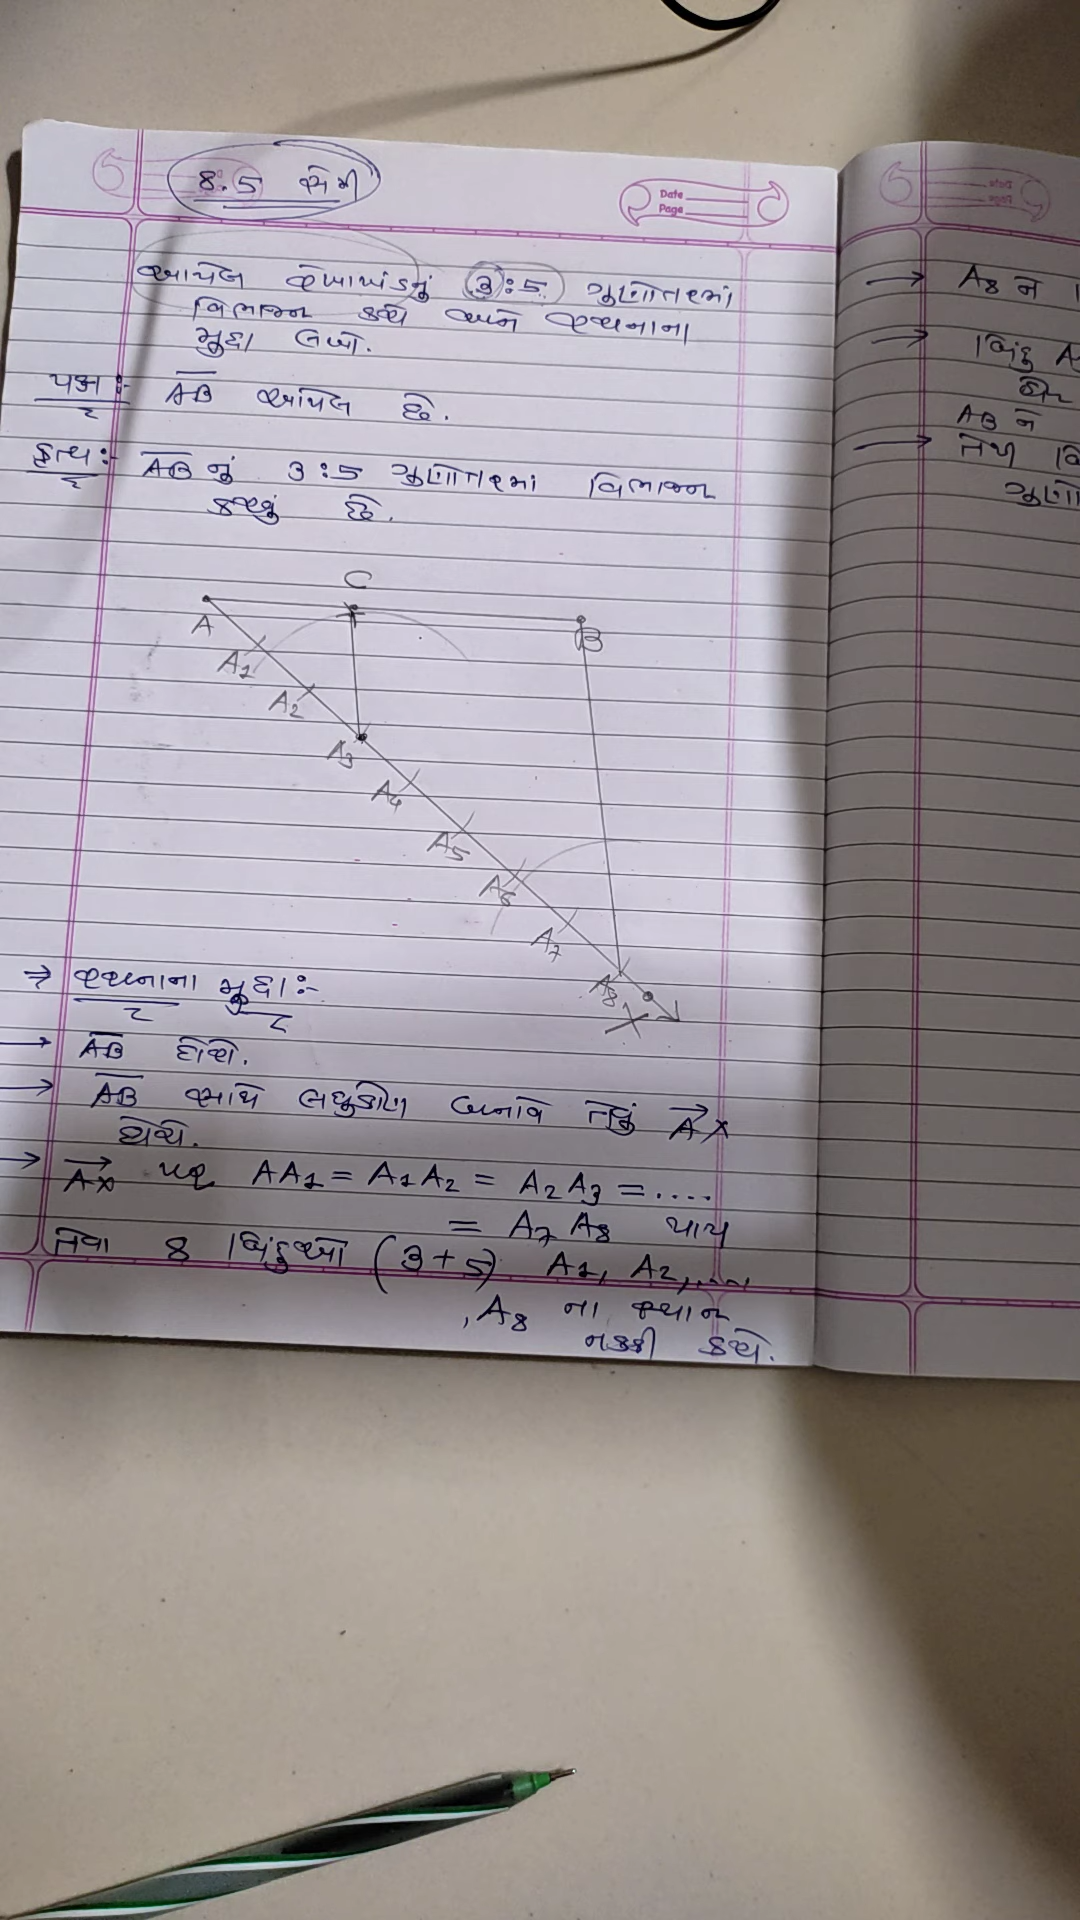 8.5 સેમી
Date
Page
આપેલ રેખાખંડનું 3:5 ગુણોત્તરમાં
વિભાજન કરો અને રચનાના
મુદ્દા લખો.
પક્ષ :- AB આપેલ છે.
કૃત્ય :- AB નું 3:5 ગુણોત્તરમાં વિભાજન
કરવું છે.
C
A
B
A1
A2
A3
A4
A5
A6
A7
A8
X
⇒ રચનાના મુદ્દા :-
→ AB દોરો.
→ AB સાથે લઘુકોણ બનાવે તેવું AX
દોરો.
→ AX પર AA1 = A1A2 = A2A3 = ....
= A7A8 થાય
તેવા 8 બિંદુઓ (3+5) A1, A2,....
,A8 ના સ્થાન
નક્કી કરો.
→ A8 ને
→ બિંદુ
AB ને
→ તેથી